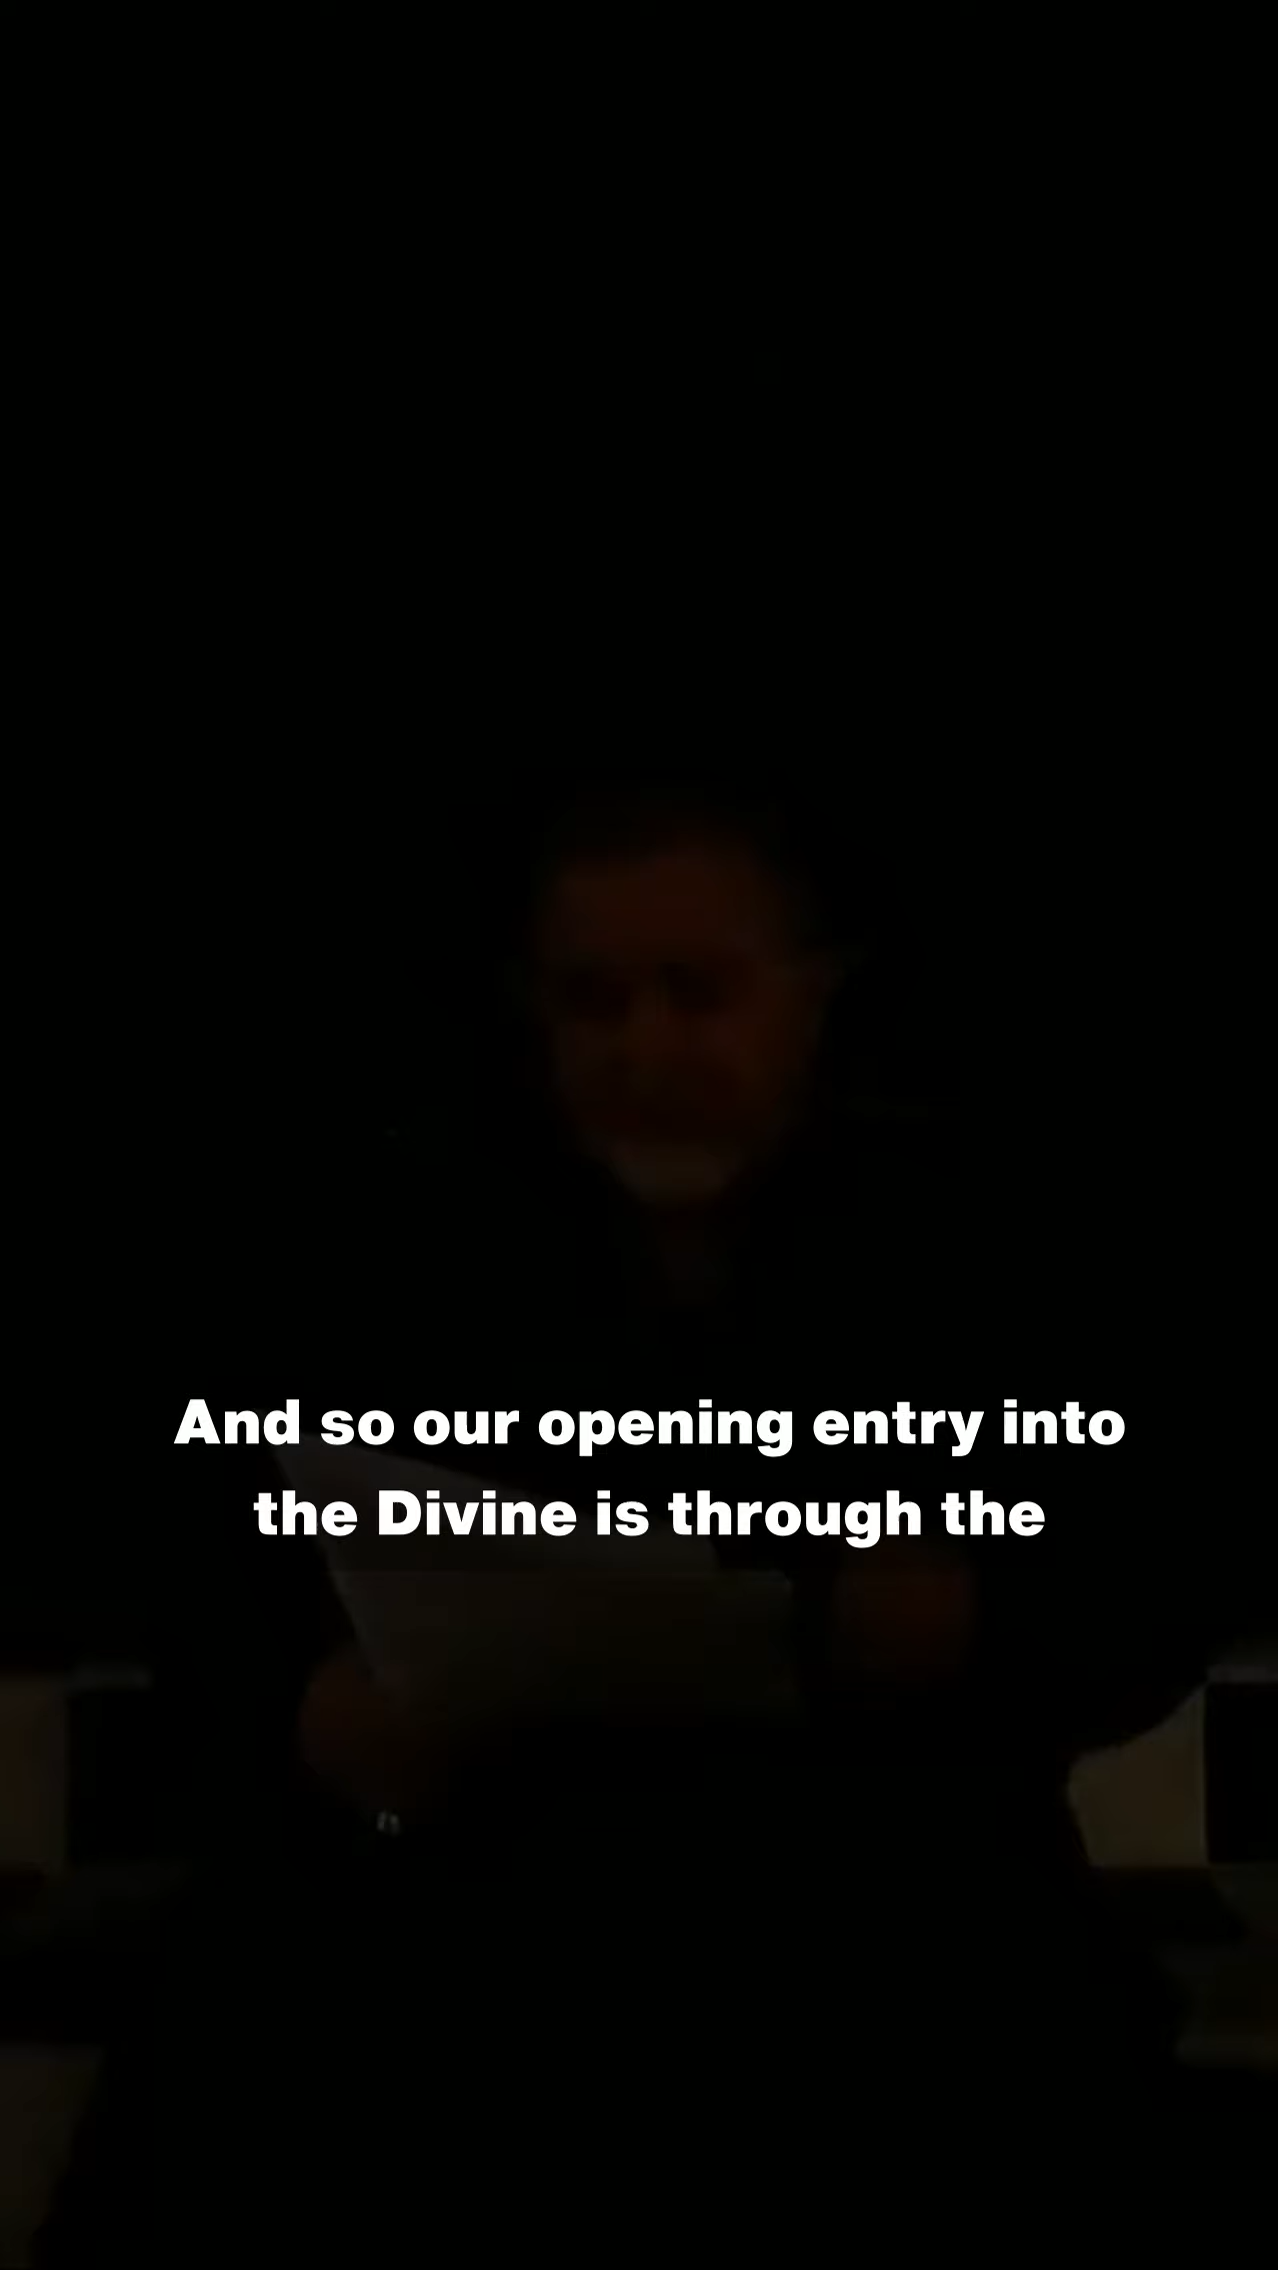 And so our opening entry into
the Divine is through the